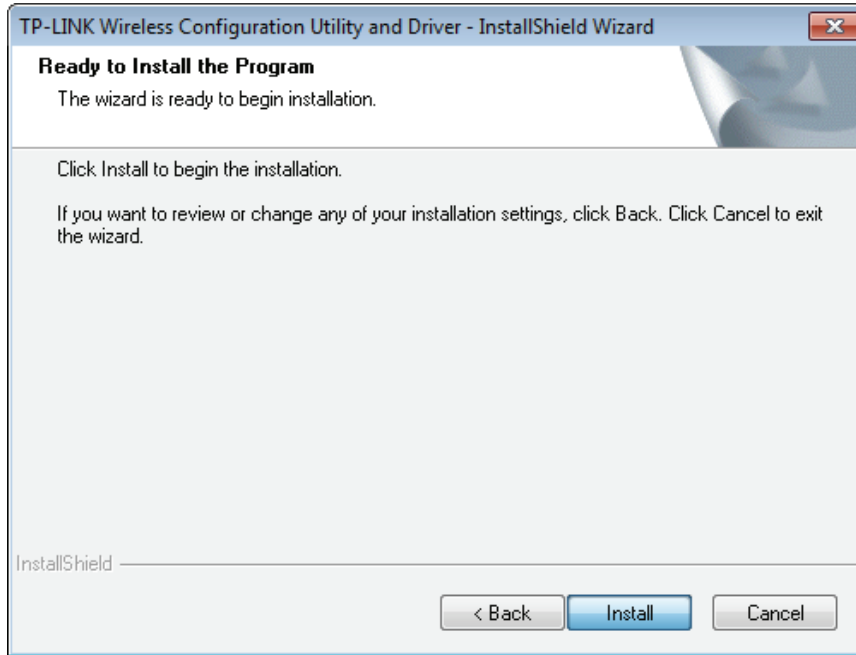 TP-LINK Wireless Configuration Utility and Driver - InstallShield Wizard
Ready to Install the Program
The wizard is ready to begin installation.
Click Install to begin the installation.
If you want to review or change any of your installation settings, click Back. Click Cancel to exit
the wizard.
InstallShield
< Back
Install
Cancel